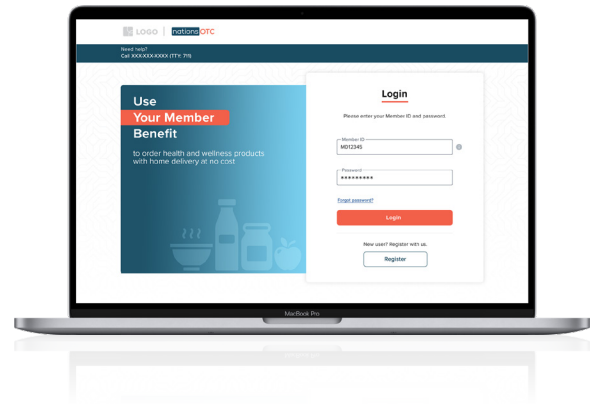 LOGO | nations OTC
Need help?
Call XXX-XXX-XXXX (TTY: 711)
Use
Your Member
Benefit
to order health and wellness products
with home delivery at no cost
Login
Please enter your Member ID and password
Member ID
MD12345
Password
*********
Forgot password?
Login
New user? Register with us.
Register
MacBook Pro